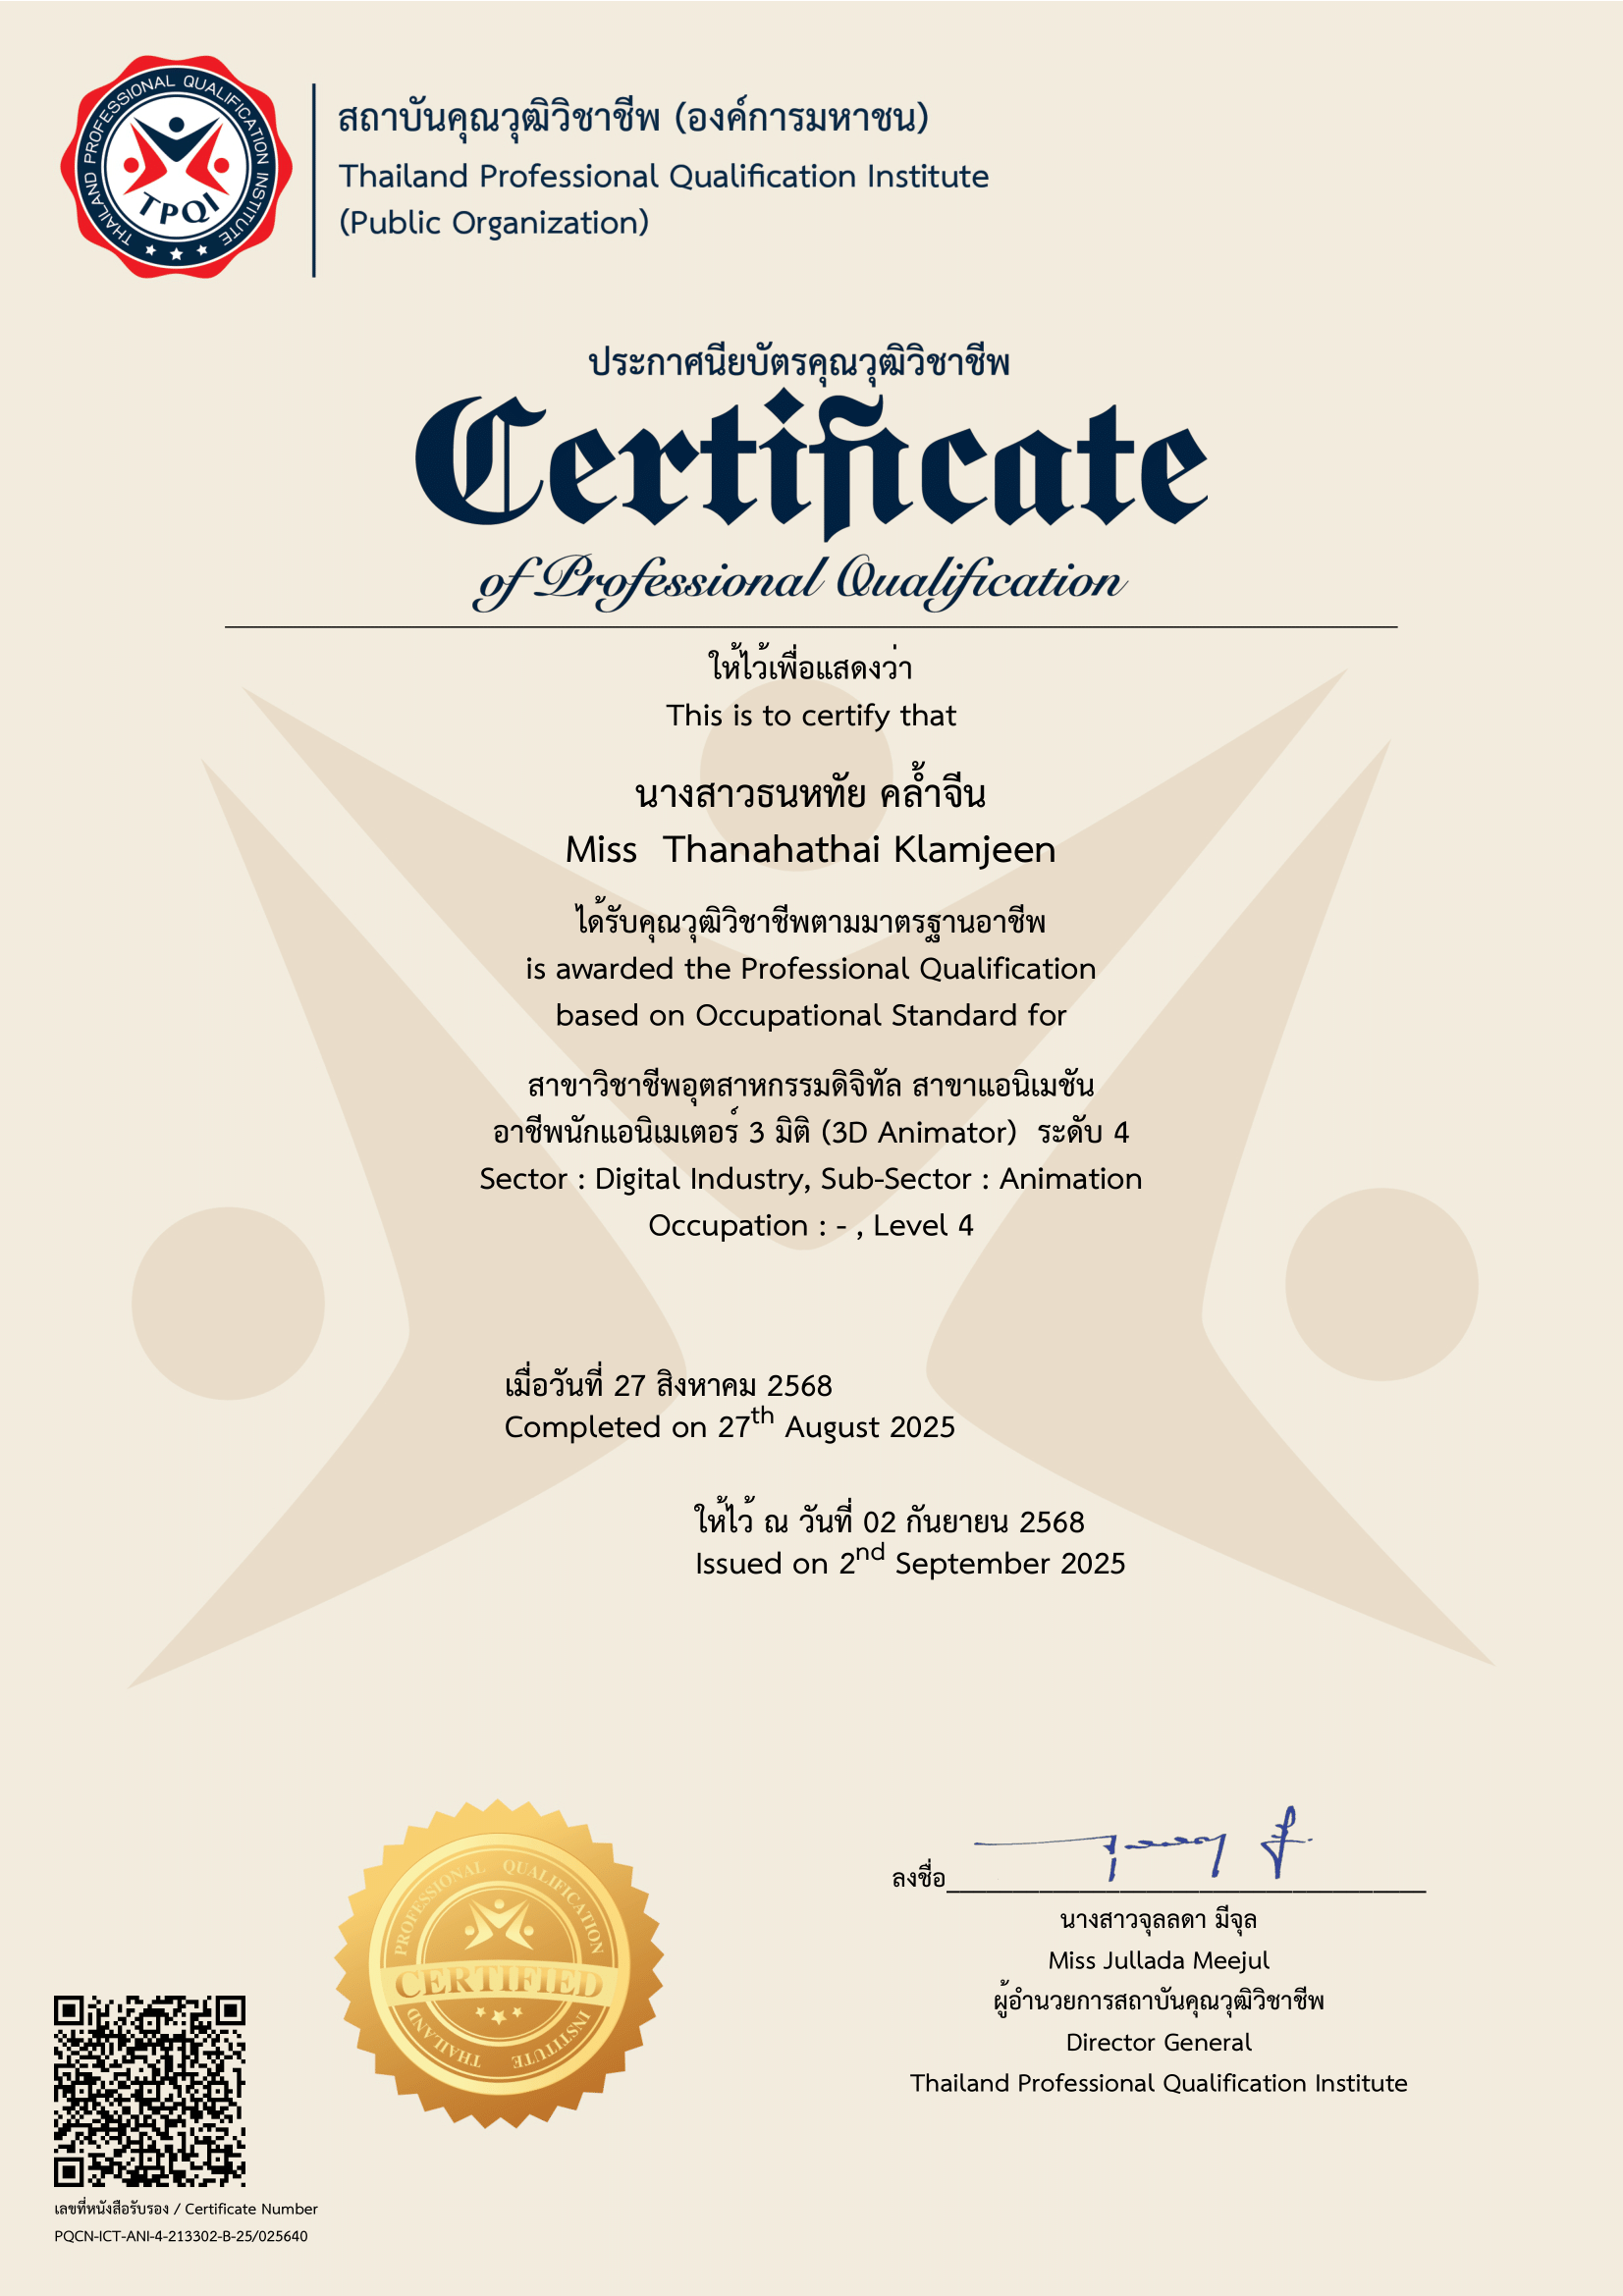 THAILAND PROFESSIONAL QUALIFICATION INSTITUTE
TPQI
สถาบันคุณวุฒิวิชาชีพ (องค์การมหาชน)
Thailand Professional Qualification Institute
(Public Organization)
ประกาศนียบัตรคุณวุฒิวิชาชีพ
Certificate
of Professional Qualification
ให้ไว้เพื่อแสดงว่า
This is to certify that
นางสาวธนหทัย คล้ำจีน
Miss Thanahathai Klamjeen
ได้รับคุณวุฒิวิชาชีพตามมาตรฐานอาชีพ
is awarded the Professional Qualification
based on Occupational Standard for
สาขาวิชาชีพอุตสาหกรรมดิจิทัล สาขาแอนิเมชัน
อาชีพนักแอนิเมเตอร์ 3 มิติ (3D Animator) ระดับ 4
Sector : Digital Industry, Sub-Sector : Animation
Occupation : - , Level 4
เมื่อวันที่ 27 สิงหาคม 2568
Completed on 27th August 2025
ให้ไว้ ณ วันที่ 02 กันยายน 2568
Issued on 2nd September 2025
PROFESSIONAL QUALIFICATION
CERTIFIED
THAILAND INSTITUTE
ลงชื่อ
นางสาวจุลลดา มีจุล
Miss Jullada Meejul
ผู้อำนวยการสถาบันคุณวุฒิวิชาชีพ
Director General
Thailand Professional Qualification Institute
เลขที่หนังสือรับรอง / Certificate Number
PQCN-ICT-ANI-4-213302-B-25/025640